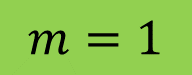 m = 1